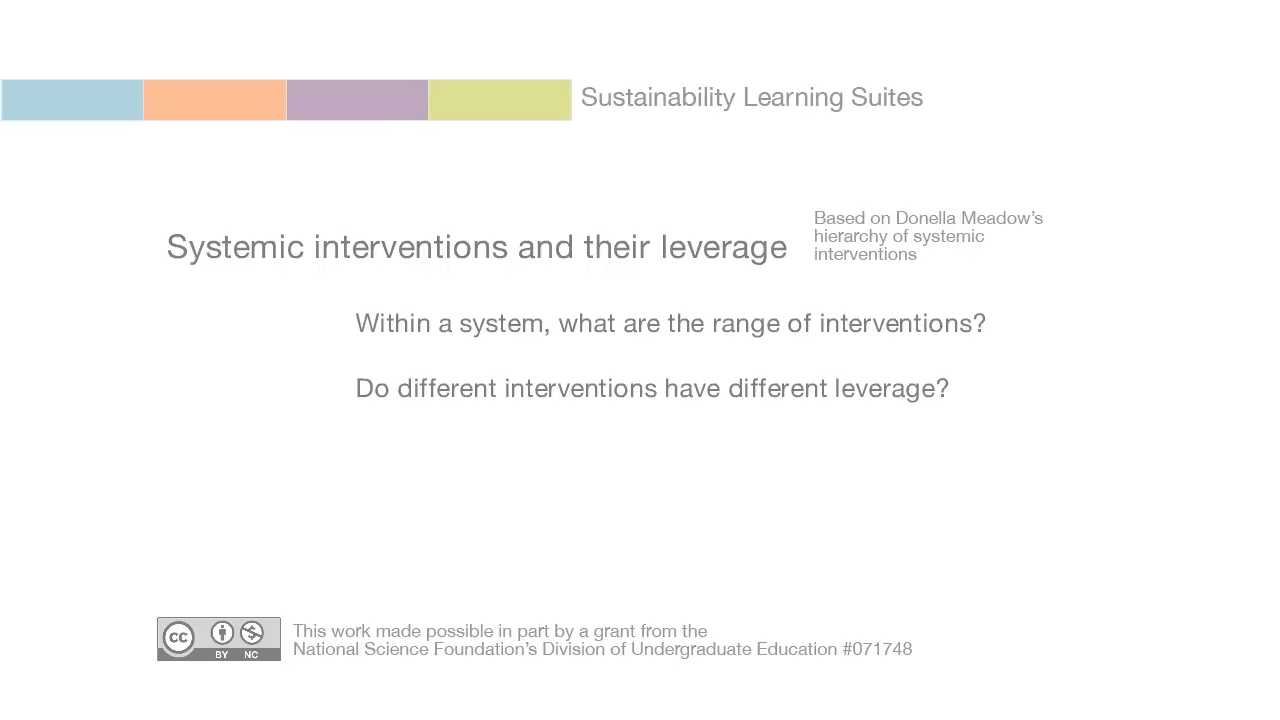 Sustainability Learning Suites
Based on Donella Meadow's
hierarchy of systemic
interventions
Systemic interventions and their leverage
Within a system, what are the range of interventions?
Do different interventions have different leverage?
cc
BY NC
This work made possible in part by a grant from the
National Science Foundation's Division of Undergraduate Education #071748